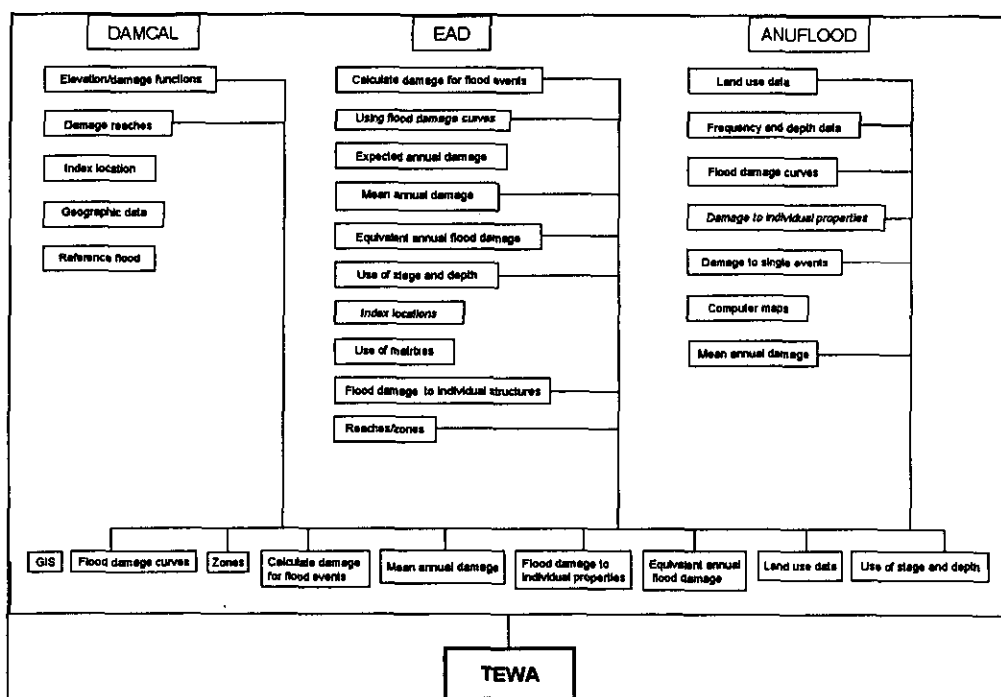 DAMCAL
Elevation/damage functions
Damage reaches
Index location
Geographic data
Reference flood
EAD
Calculate damage for flood events
Using flood damage curves
Expected annual damage
Mean annual damage
Equivalent annual flood damage
Use of stage and depth
Index locations
Use of matrixes
Flood damage to individual structures
Reaches/zones
ANUFLOOD
Land use data
Frequency and depth data
Flood damage curves
Damage to individual properties
Damage to single events
Computer maps
Mean annual damage
GIS
Flood damage curves
Zones
Calculate damage
for flood events
Mean annual damage
Flood damage to
individual properties
Equivalent annual
flood damage
Land use data
Use of stage and depth
TEWA